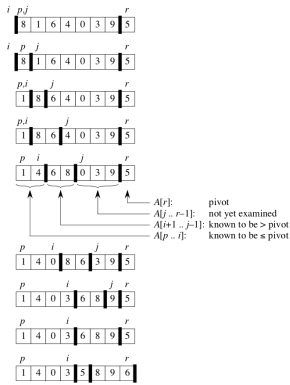 i p,j r
8 1 6 4 0 3 9 5
i p j r
8 1 6 4 0 3 9 5
p,i j r
1 8 6 4 0 3 9 5
p,i j r
1 8 6 4 0 3 9 5
p i j r
1 4 6 8 0 3 9 5
A[r]: pivot
A[j .. r–1]: not yet examined
A[i+1 .. j–1]: known to be > pivot
A[p .. i]: known to be ≤ pivot
p i j r
1 4 0 8 6 3 9 5
p i j r
1 4 0 3 6 8 9 5
p i r
1 4 0 3 6 8 9 5
p i r
1 4 0 3 5 8 9 6